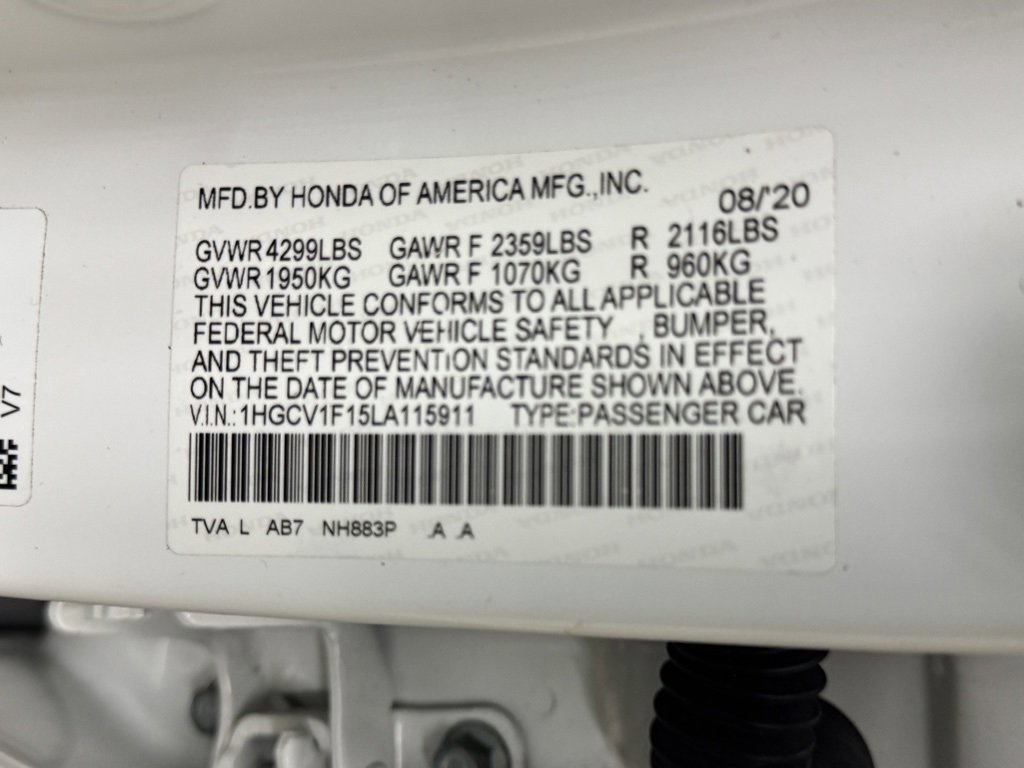 MFD.BY HONDA OF AMERICA MFG.,INC. 08/'20
GVWR 4299LBS GAWR F 2359LBS R 2116LBS
GVWR 1950KG GAWR F 1070KG R 960KG
THIS VEHICLE CONFORMS TO ALL APPLICABLE
FEDERAL MOTOR VEHICLE SAFETY , BUMPER,
AND THEFT PREVENTION STANDARDS IN EFFECT
ON THE DATE OF MANUFACTURE SHOWN ABOVE.
V.I.N.: 1HGCV1F15LA115911 TYPE:PASSENGER CAR
TVA L AB7 NH883P A A
V7